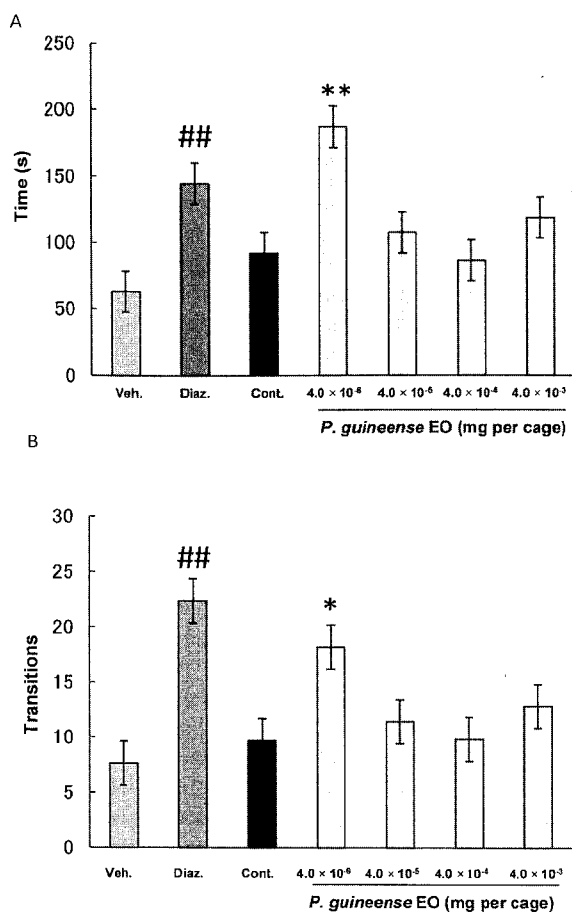 A
250
200
150
100
50
0
Time (s)
##
**
Veh. Diaz. Cont. 4.0 × 10⁻⁸ 4.0 × 10⁻⁶ 4.0 × 10⁻⁴ 4.0 × 10⁻³
P. guineense EO (mg per cage)
B
30
25
20
15
10
5
0
Transitions
##
*
Veh. Diaz. Cont. 4.0 × 10⁻⁶ 4.0 × 10⁻⁵ 4.0 × 10⁻⁴ 4.0 × 10⁻³
P. guineense EO (mg per cage)